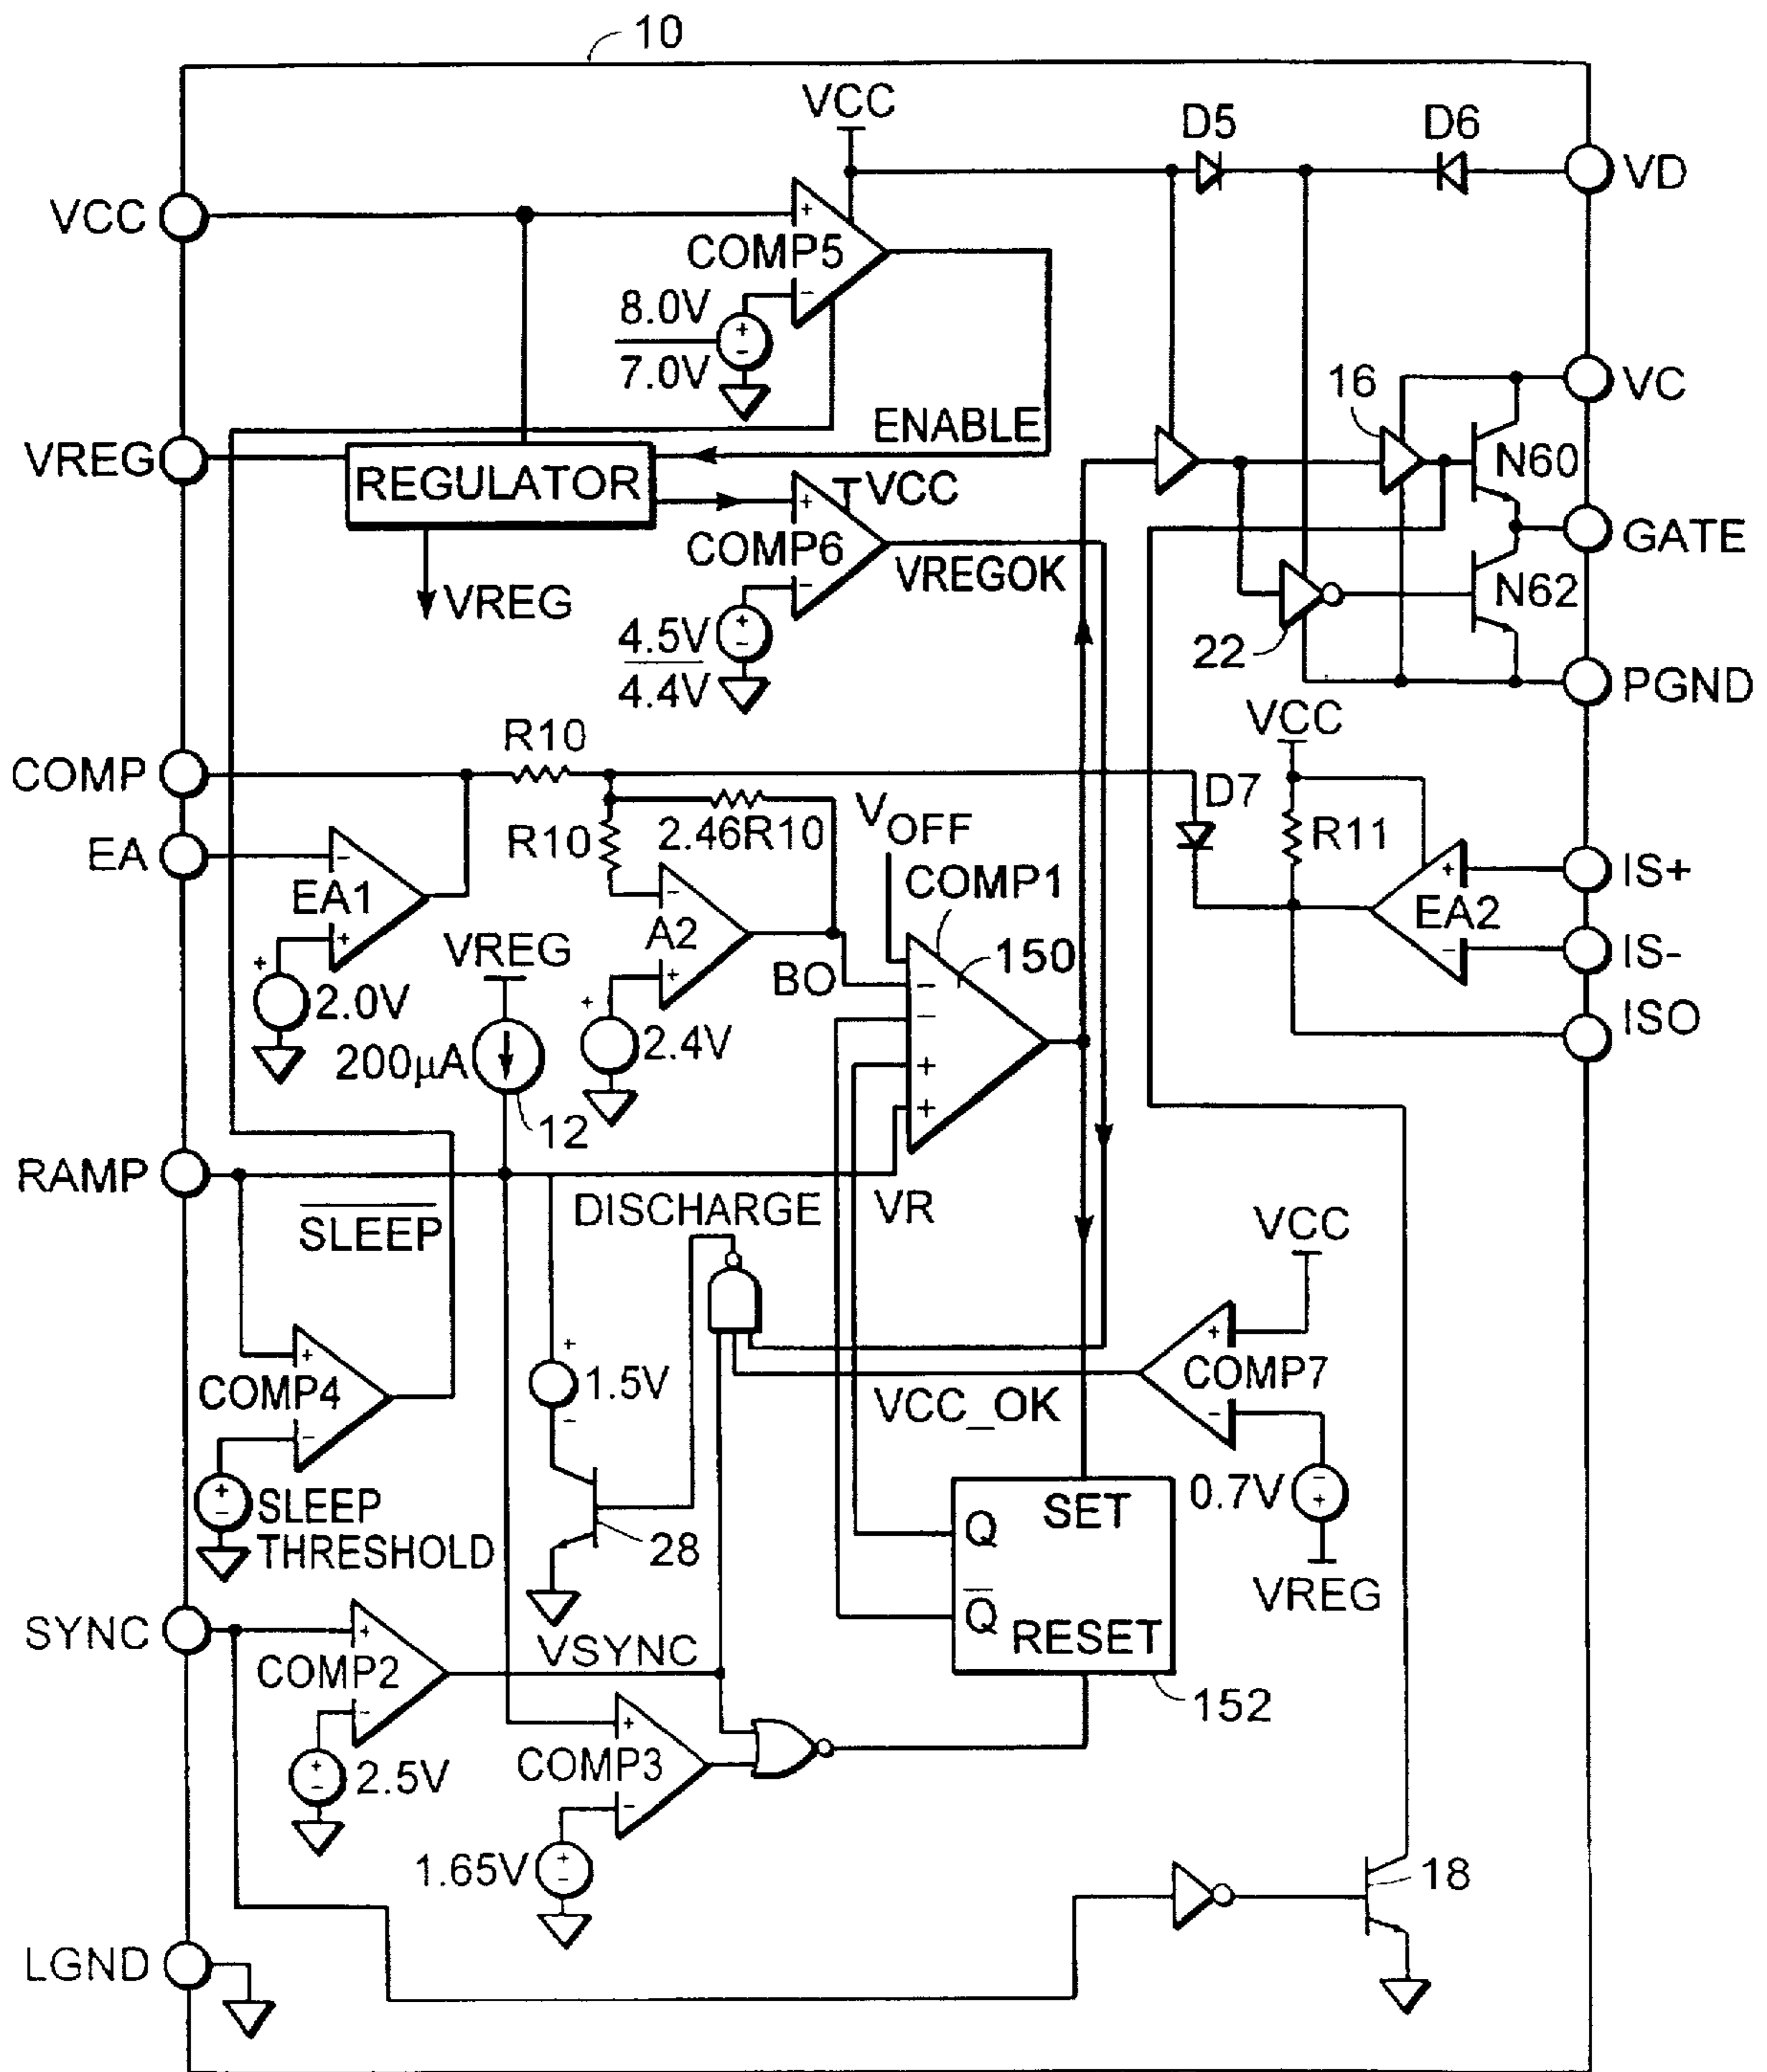 10
VCC
D5
D6
VD
VCC
+
COMP5
-
8.0V
7.0V
+
-
16
VC
ENABLE
VREG
REGULATOR
VCC
+
COMP6
-
VREGOK
N60
GATE
VREG
4.5V
4.4V
+
-
22
N62
PGND
VCC
R10
COMP
D7
R11
2.46R10
R10
VOFF
COMP1
EA
-
EA1
+
-
A2
+
+
EA2
-
IS+
IS-
ISO
VREG
BO
150
+
2.0V
+
2.4V
200µA
12
-
-
+
+
RAMP
SLEEP
DISCHARGE
VR
VCC
+
COMP4
-
+
1.5V
-
+
COMP7
-
VCC_OK
+
-
SLEEP
THRESHOLD
28
0.7V
-
+
VREG
SET
Q
Q
RESET
152
SYNC
+
COMP2
-
VSYNC
+
COMP3
-
+
-
2.5V
1.65V
+
-
18
LGND